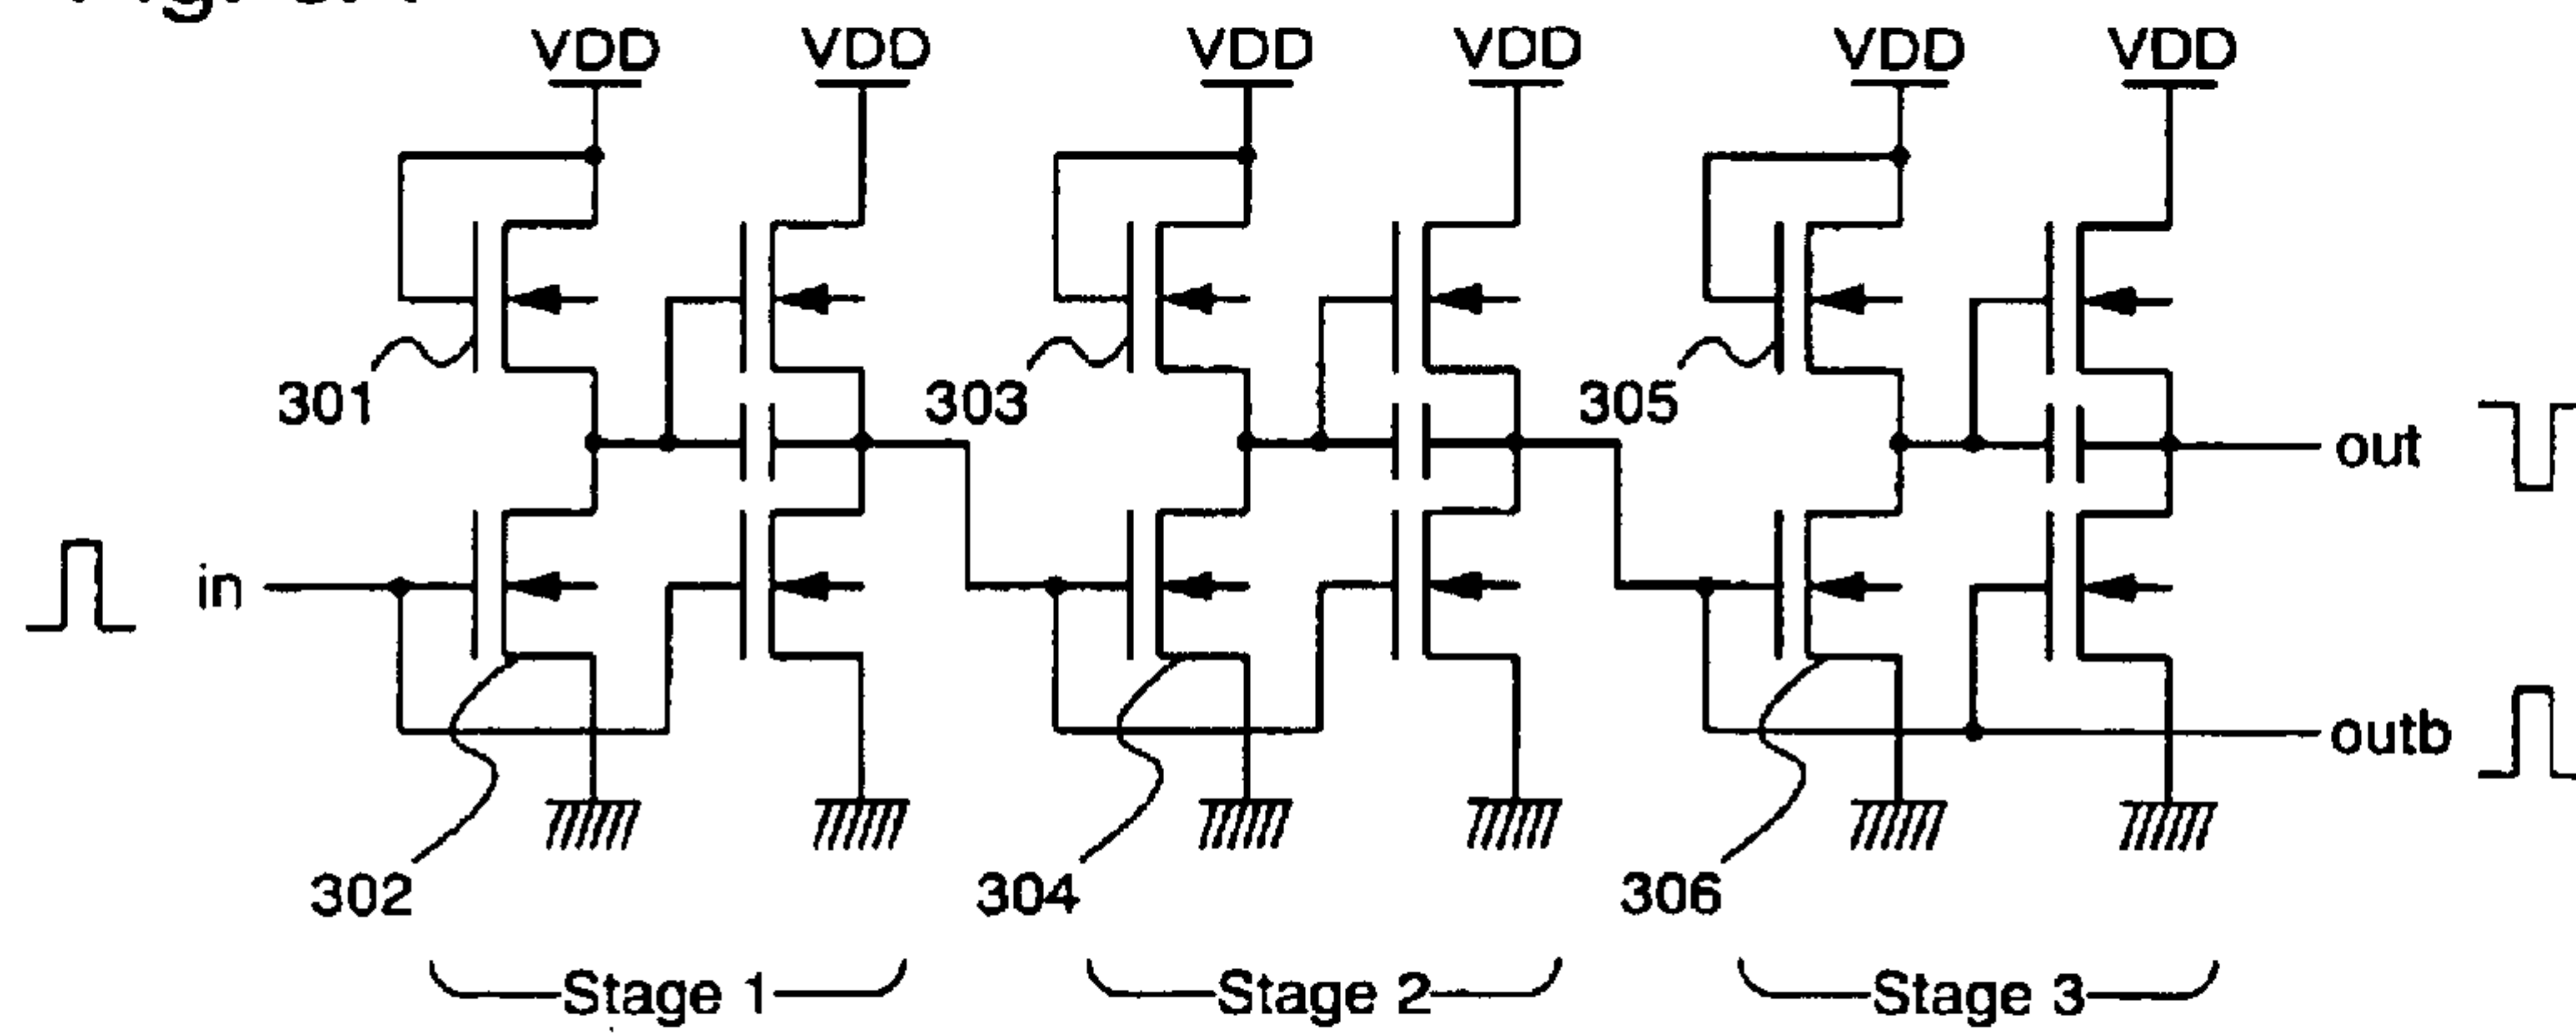 VDD VDD VDD VDD VDD VDD
301 303 305
out
in
outb
302 304 306
Stage 1 Stage 2 Stage 3